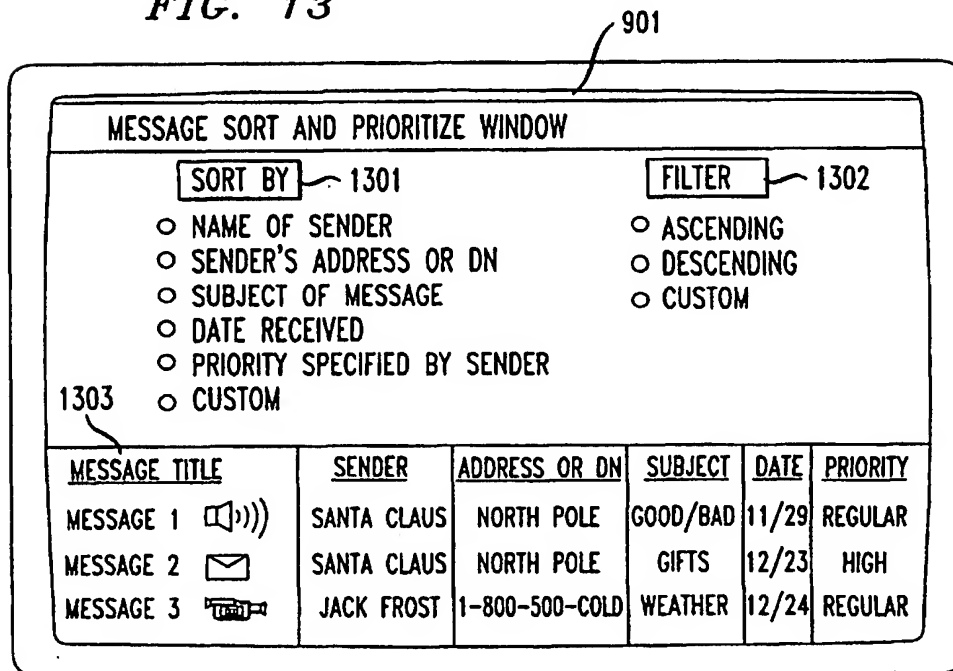 FIG. 13
901
MESSAGE SORT AND PRIORITIZE WINDOW
SORT BY 1301 FILTER 1302
○ NAME OF SENDER ○ ASCENDING
○ SENDER'S ADDRESS OR DN ○ DESCENDING
○ SUBJECT OF MESSAGE ○ CUSTOM
○ DATE RECEIVED
○ PRIORITY SPECIFIED BY SENDER
1303 ○ CUSTOM
MESSAGE TITLE SENDER ADDRESS OR DN SUBJECT DATE PRIORITY
MESSAGE 1 SANTA CLAUS NORTH POLE GOOD/BAD 11/29 REGULAR
MESSAGE 2 SANTA CLAUS NORTH POLE GIFTS 12/23 HIGH
MESSAGE 3 JACK FROST 1-800-500-COLD WEATHER 12/24 REGULAR